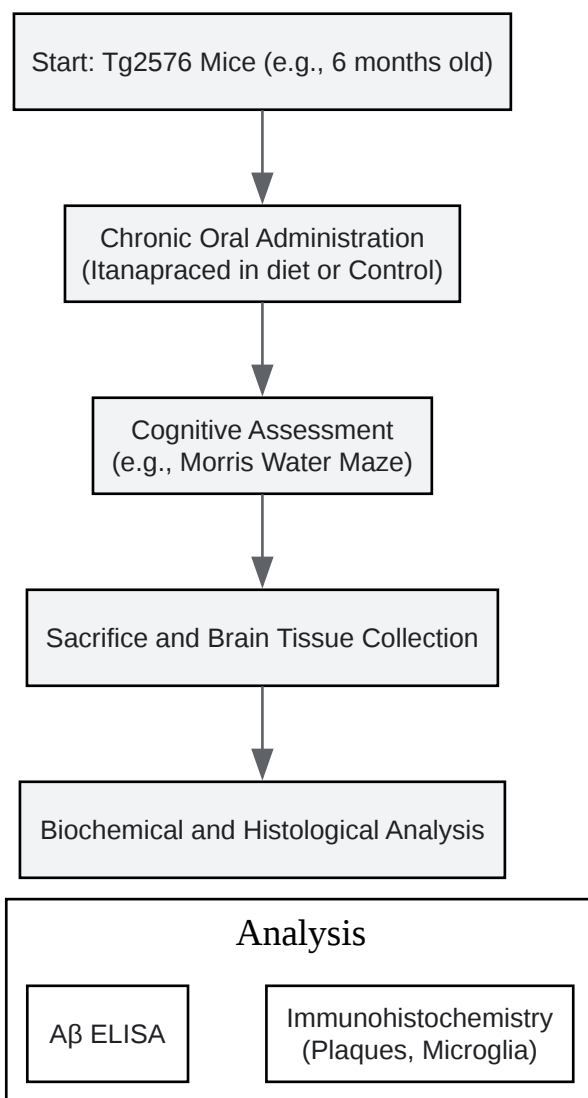 Start: Tg2576 Mice (e.g., 6 months old)
Chronic Oral Administration
(Itanapraced in diet or Control)
Cognitive Assessment
(e.g., Morris Water Maze)
Sacrifice and Brain Tissue Collection
Biochemical and Histological Analysis
Analysis
Aβ ELISA
Immunohistochemistry
(Plaques, Microglia)